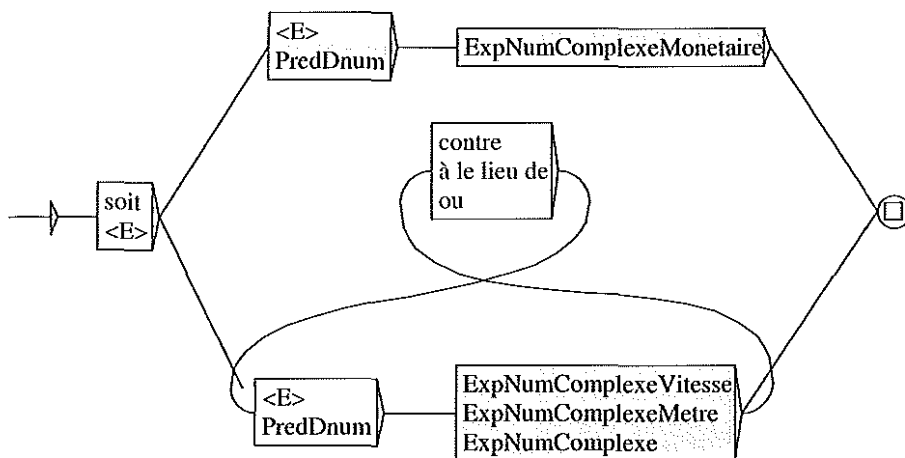 <E>
PredDnum
ExpNumComplexeMonetaire
contre
à le lieu de
ou
soit
<E>
<E>
PredDnum
ExpNumComplexeVitesse
ExpNumComplexeMetre
ExpNumComplexe